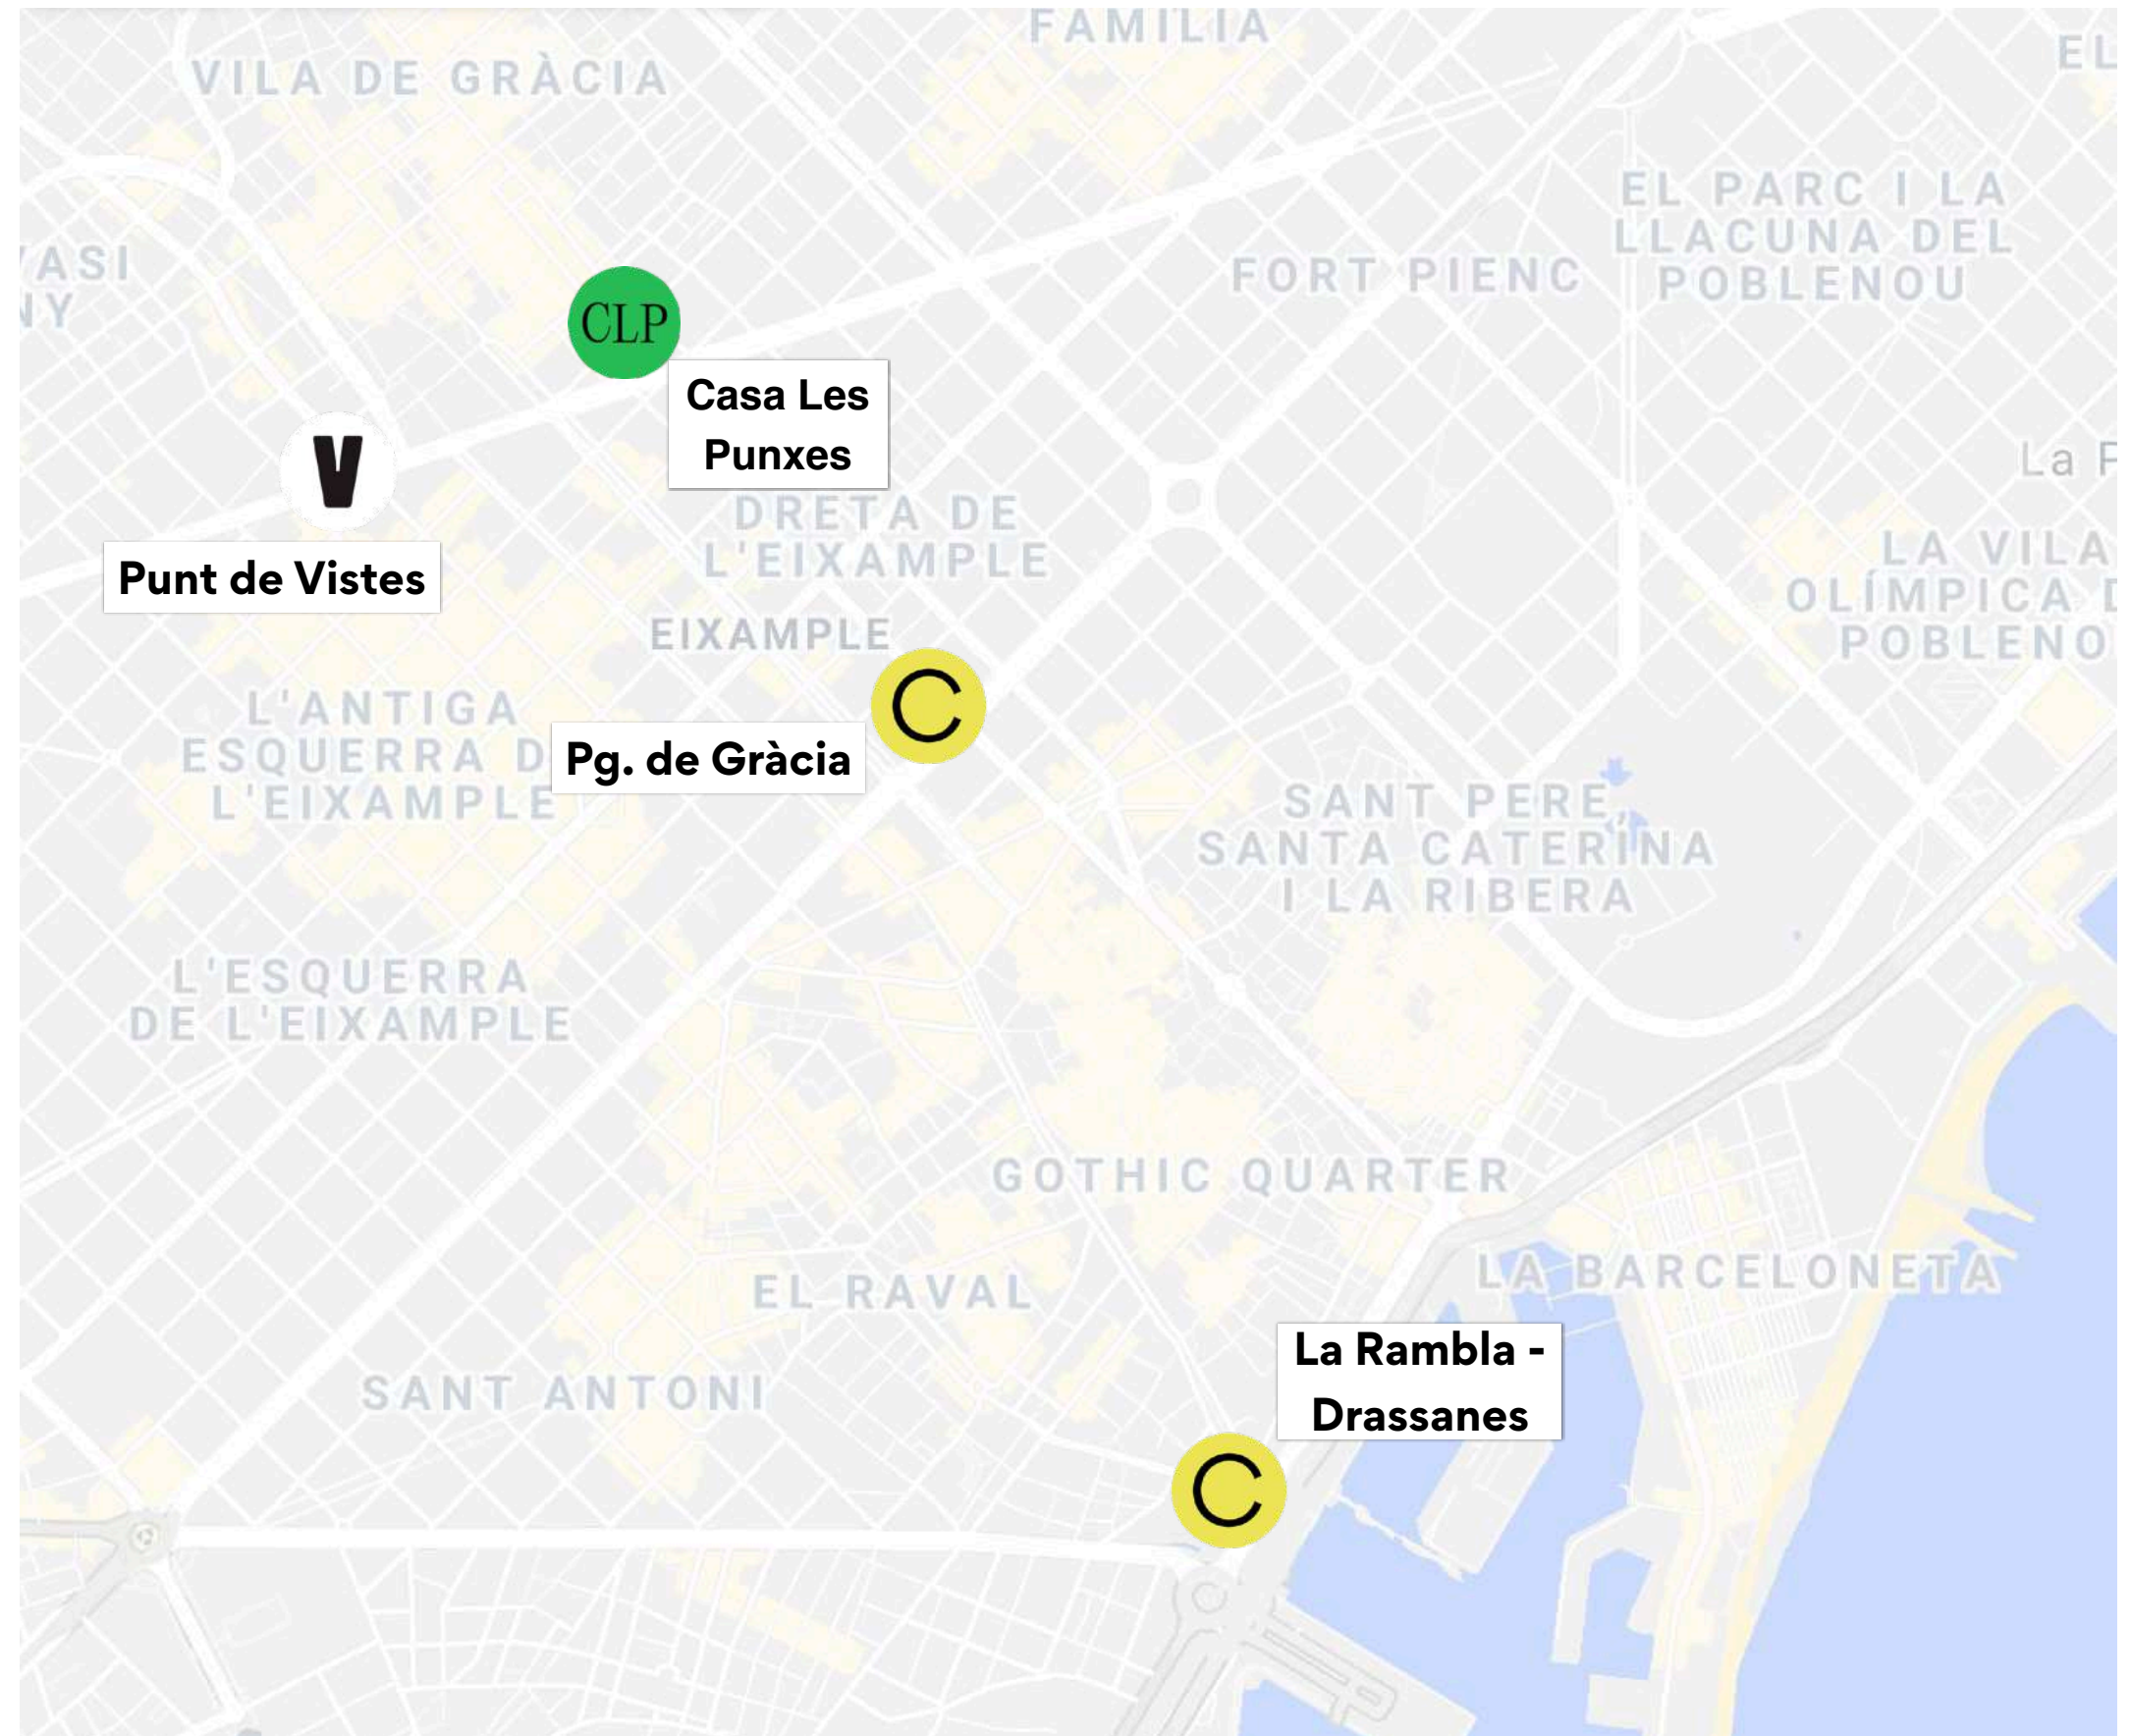 FAMILIA
EL
VILA DE GRÀCIA
EL PARC I LA
LLACUNA DEL
POBLENOU
VASI
NY
FORT PIENC
CLP
Casa Les
Punxes
V
La P
DRETA DE
L'EIXAMPLE
LA VILA
OLÍMPICA D
POBLENO
Punt de Vistes
EIXAMPLE
C
L'ANTIGA
ESQUERRA D
L'EIXAMPLE
Pg. de Gràcia
SANT PERE,
SANTA CATERINA
I LA RIBERA
L'ESQUERRA
DE L'EIXAMPLE
GOTHIC QUARTER
LA BARCELONETA
EL RAVAL
La Rambla -
Drassanes
SANT ANTONI
C